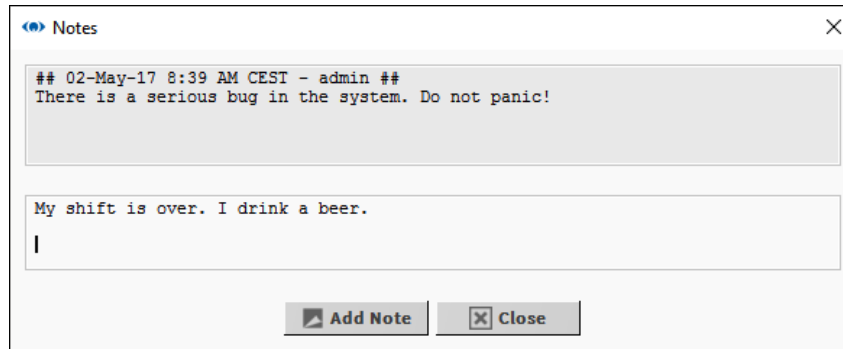 Notes
## 02-May-17 8:39 AM CEST - admin ##
There is a serious bug in the system. Do not panic!
My shift is over. I drink a beer.
Add Note Close